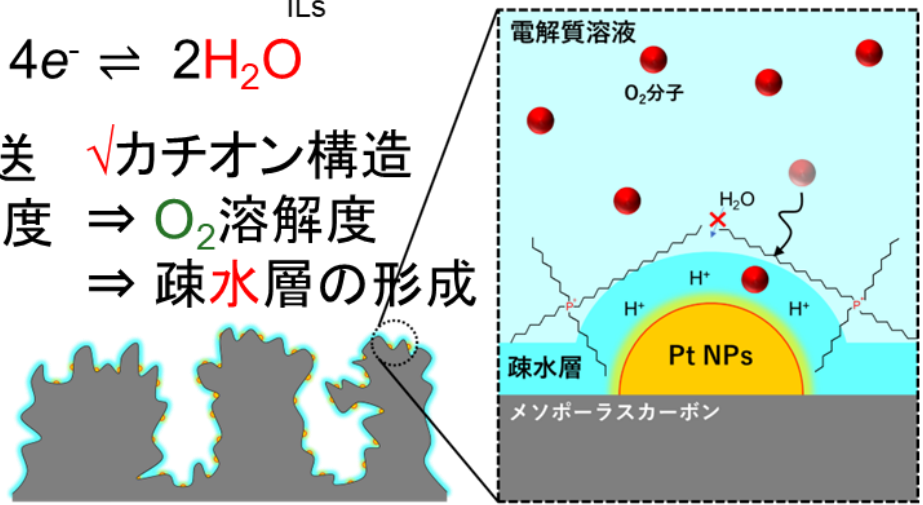 ILs
4e⁻ ⇌ 2H₂O
送 √カチオン構造
度 ⇒ O₂溶解度
⇒ 疎水層の形成
電解質溶液
O₂分子
H₂O
H⁺
H⁺ H⁺
P⁺ P⁺
Pt NPs
疎水層
メソポーラスカーボン